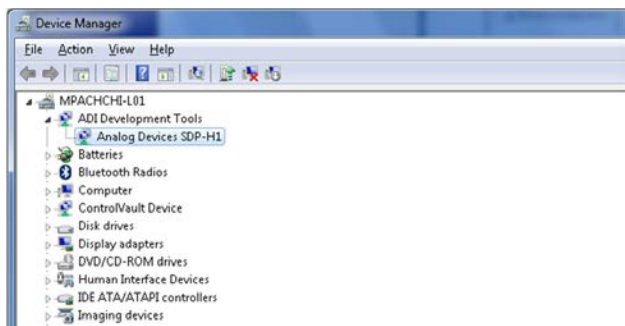 Device Manager
File Action View Help
MPACHCHI-L01
ADI Development Tools
Analog Devices SDP-H1
Batteries
Bluetooth Radios
Computer
ControlVault Device
Disk drives
Display adapters
DVD/CD-ROM drives
Human Interface Devices
IDE ATA/ATAPI controllers
Imaging devices